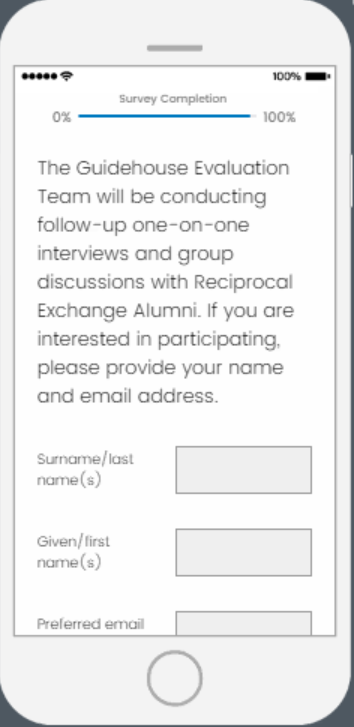 100%
Survey Completion
0% 100%
The Guidehouse Evaluation
Team will be conducting
follow-up one-on-one
interviews and group
discussions with Reciprocal
Exchange Alumni. If you are
interested in participating,
please provide your name
and email address.
Surname/last
name(s)
Given/first
name(s)
Preferred email